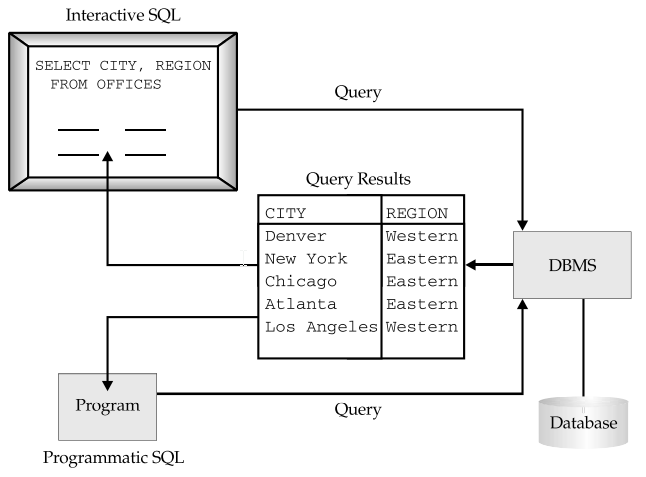 Interactive SQL
SELECT CITY, REGION
FROM OFFICES
Query
Query Results
CITY REGION
Denver Western
New York Eastern
Chicago Eastern
Atlanta Eastern
Los Angeles Western
DBMS
Program
Query
Database
Programmatic SQL